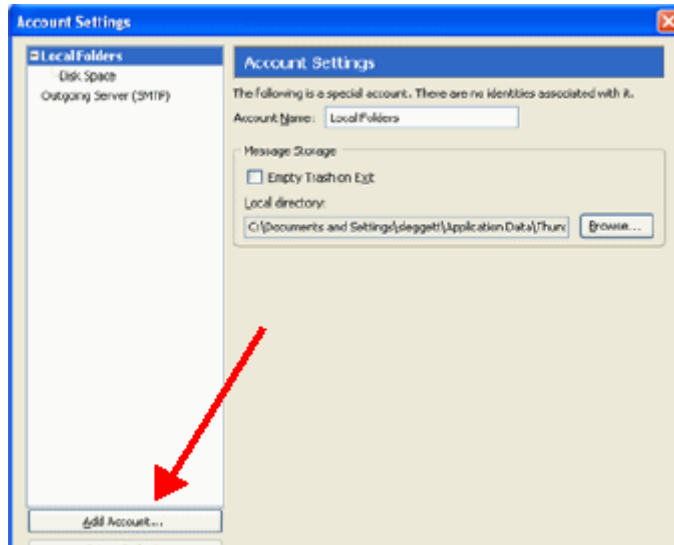 Account Settings
Local Folders
Disk Space
Outgoing Server (SMTP)
Account Settings
The following is a special account. There are no identities associated with it.
Account Name: Local Folders
Message Storage
Empty Trash on Exit
Local directory:
C:\Documents and Settings\sleggett\Application Data\Thund
Browse...
Add Account...